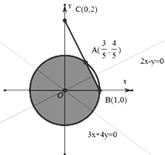 y
C(0,2)
A(3/5, 4/5)
2x-y=0
x
O
B(1,0)
3x+4y=0